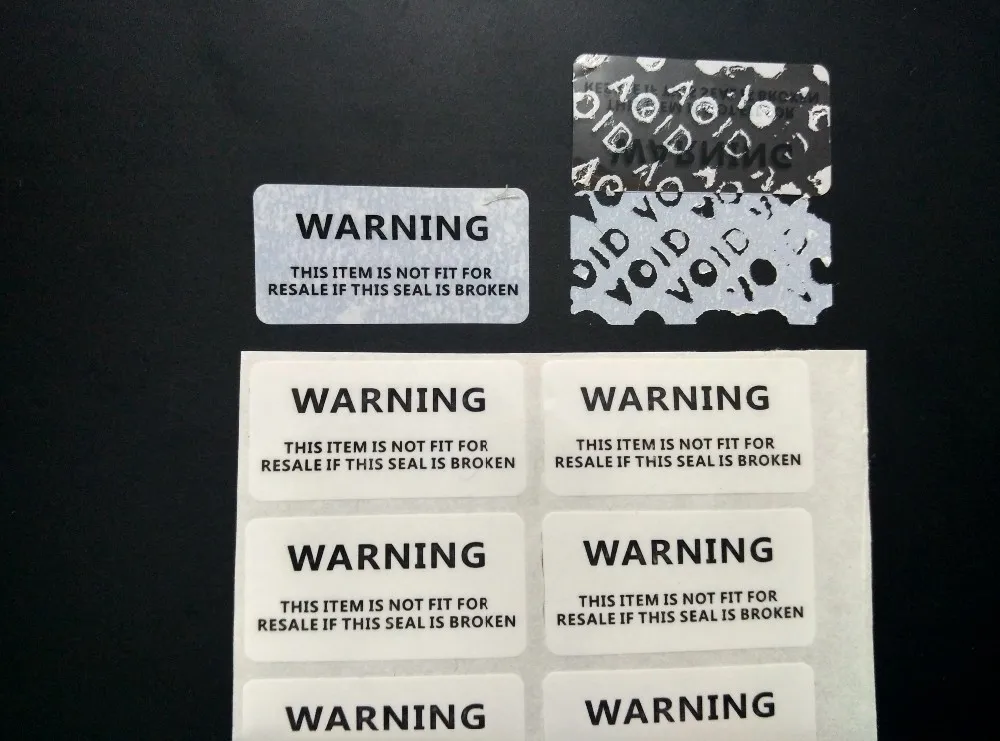 WARNING
THIS ITEM IS NOT FIT FOR
RESALE IF THIS SEAL IS BROKEN
WARNING
VOID
VOID
VOID
WARNING
THIS ITEM IS NOT FIT FOR
RESALE IF THIS SEAL IS BROKEN
WARNING
THIS ITEM IS NOT FIT FOR
RESALE IF THIS SEAL IS BROKEN
WARNING
THIS ITEM IS NOT FIT FOR
RESALE IF THIS SEAL IS BROKEN
WARNING
THIS ITEM IS NOT FIT FOR
RESALE IF THIS SEAL IS BROKEN
WARNING
WARNING